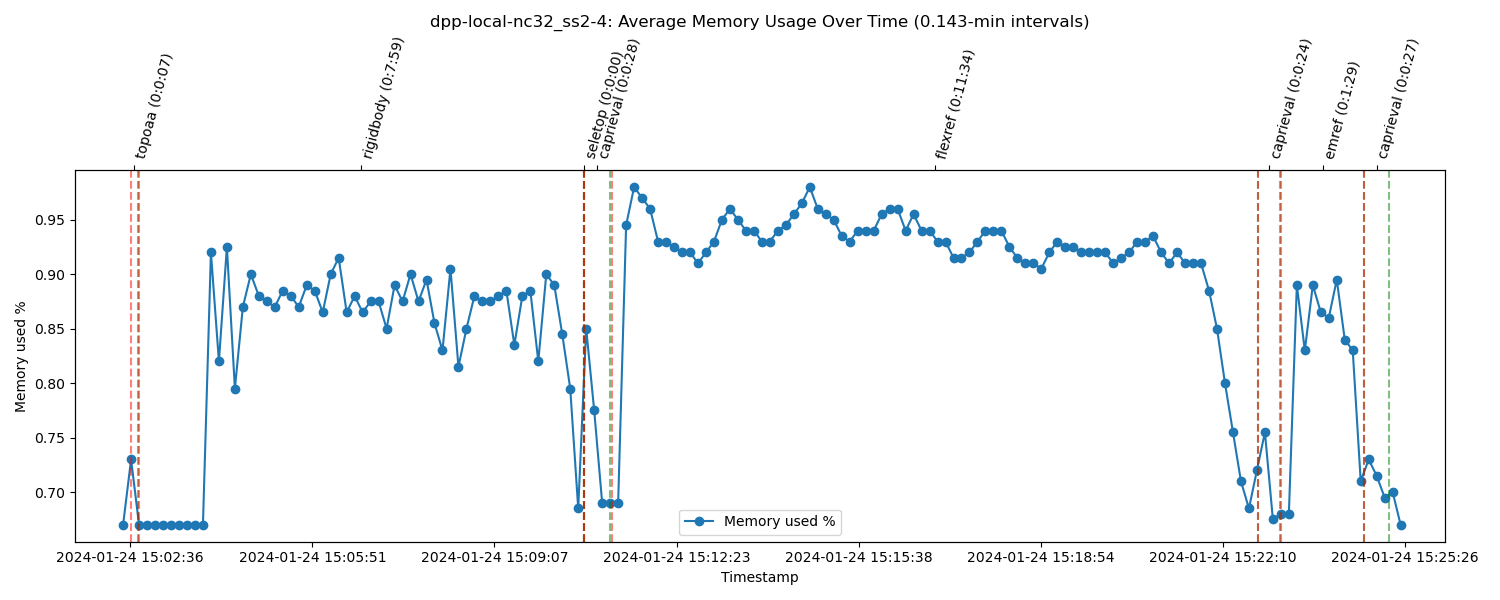 dpp-local-nc32_ss2-4: Average Memory Usage Over Time (0.143-min intervals)
topoaa (0:0:07)
rigidbody (0:7:59)
seletop (0:0:00)
caprieval (0:0:28)
flexref (0:11:34)
caprieval (0:0:24)
emref (0:1:29)
caprieval (0:0:27)
Memory used %
0.95
0.90
0.85
0.80
0.75
0.70
Memory used %
2024-01-24 15:02:36
2024-01-24 15:05:51
2024-01-24 15:09:07
2024-01-24 15:12:23
2024-01-24 15:15:38
2024-01-24 15:18:54
2024-01-24 15:22:10
2024-01-24 15:25:26
Timestamp